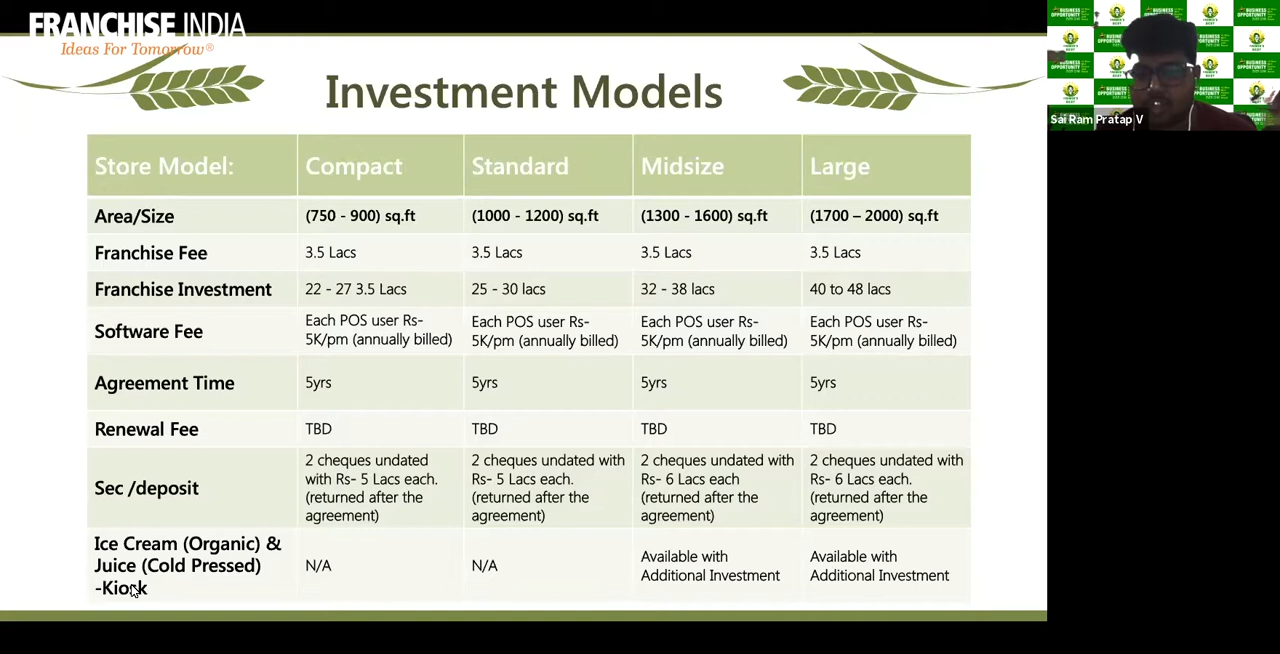 FRANCHISE INDIA
Ideas For Tomorrow®
Investment Models
Store Model:
Compact
Standard
Midsize
Large
Area/Size
(750 - 900) sq.ft
(1000 - 1200) sq.ft
(1300 - 1600) sq.ft
(1700 – 2000) sq.ft
Franchise Fee
3.5 Lacs
3.5 Lacs
3.5 Lacs
3.5 Lacs
Franchise Investment
22 - 27 3.5 Lacs
25 - 30 lacs
32 - 38 lacs
40 to 48 lacs
Software Fee
Each POS user Rs-
5K/pm (annually billed)
Each POS user Rs-
5K/pm (annually billed)
Each POS user Rs-
5K/pm (annually billed)
Each POS user Rs-
5K/pm (annually billed)
Agreement Time
5yrs
5yrs
5yrs
5yrs
Renewal Fee
TBD
TBD
TBD
TBD
Sec /deposit
2 cheques undated
with Rs- 5 Lacs each.
(returned after the
agreement)
2 cheques undated with
Rs- 5 Lacs each.
(returned after the
agreement)
2 cheques undated with
Rs- 6 Lacs each
(returned after the
agreement)
2 cheques undated with
Rs- 6 Lacs each.
(returned after the
agreement)
Ice Cream (Organic) &
Juice (Cold Pressed)
-Kiosk
N/A
N/A
Available with
Additional Investment
Available with
Additional Investment
BUSINESS
OPPORTUNITY
Sai Ram Pratap V